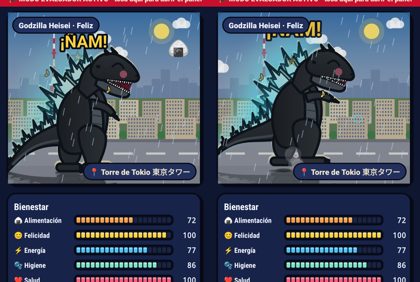 Godzilla Heisei · Feliz
¡ÑAM!
Torre de Tokio 東京タワー
Bienestar
Alimentación 72
Felicidad 100
Energía 77
Higiene 86
Salud 100
Godzilla Heisei · Feliz
¡ÑAM!
Torre de Tokio 東京タワー
Bienestar
Alimentación 72
Felicidad 100
Energía 77
Higiene 86
Salud 100